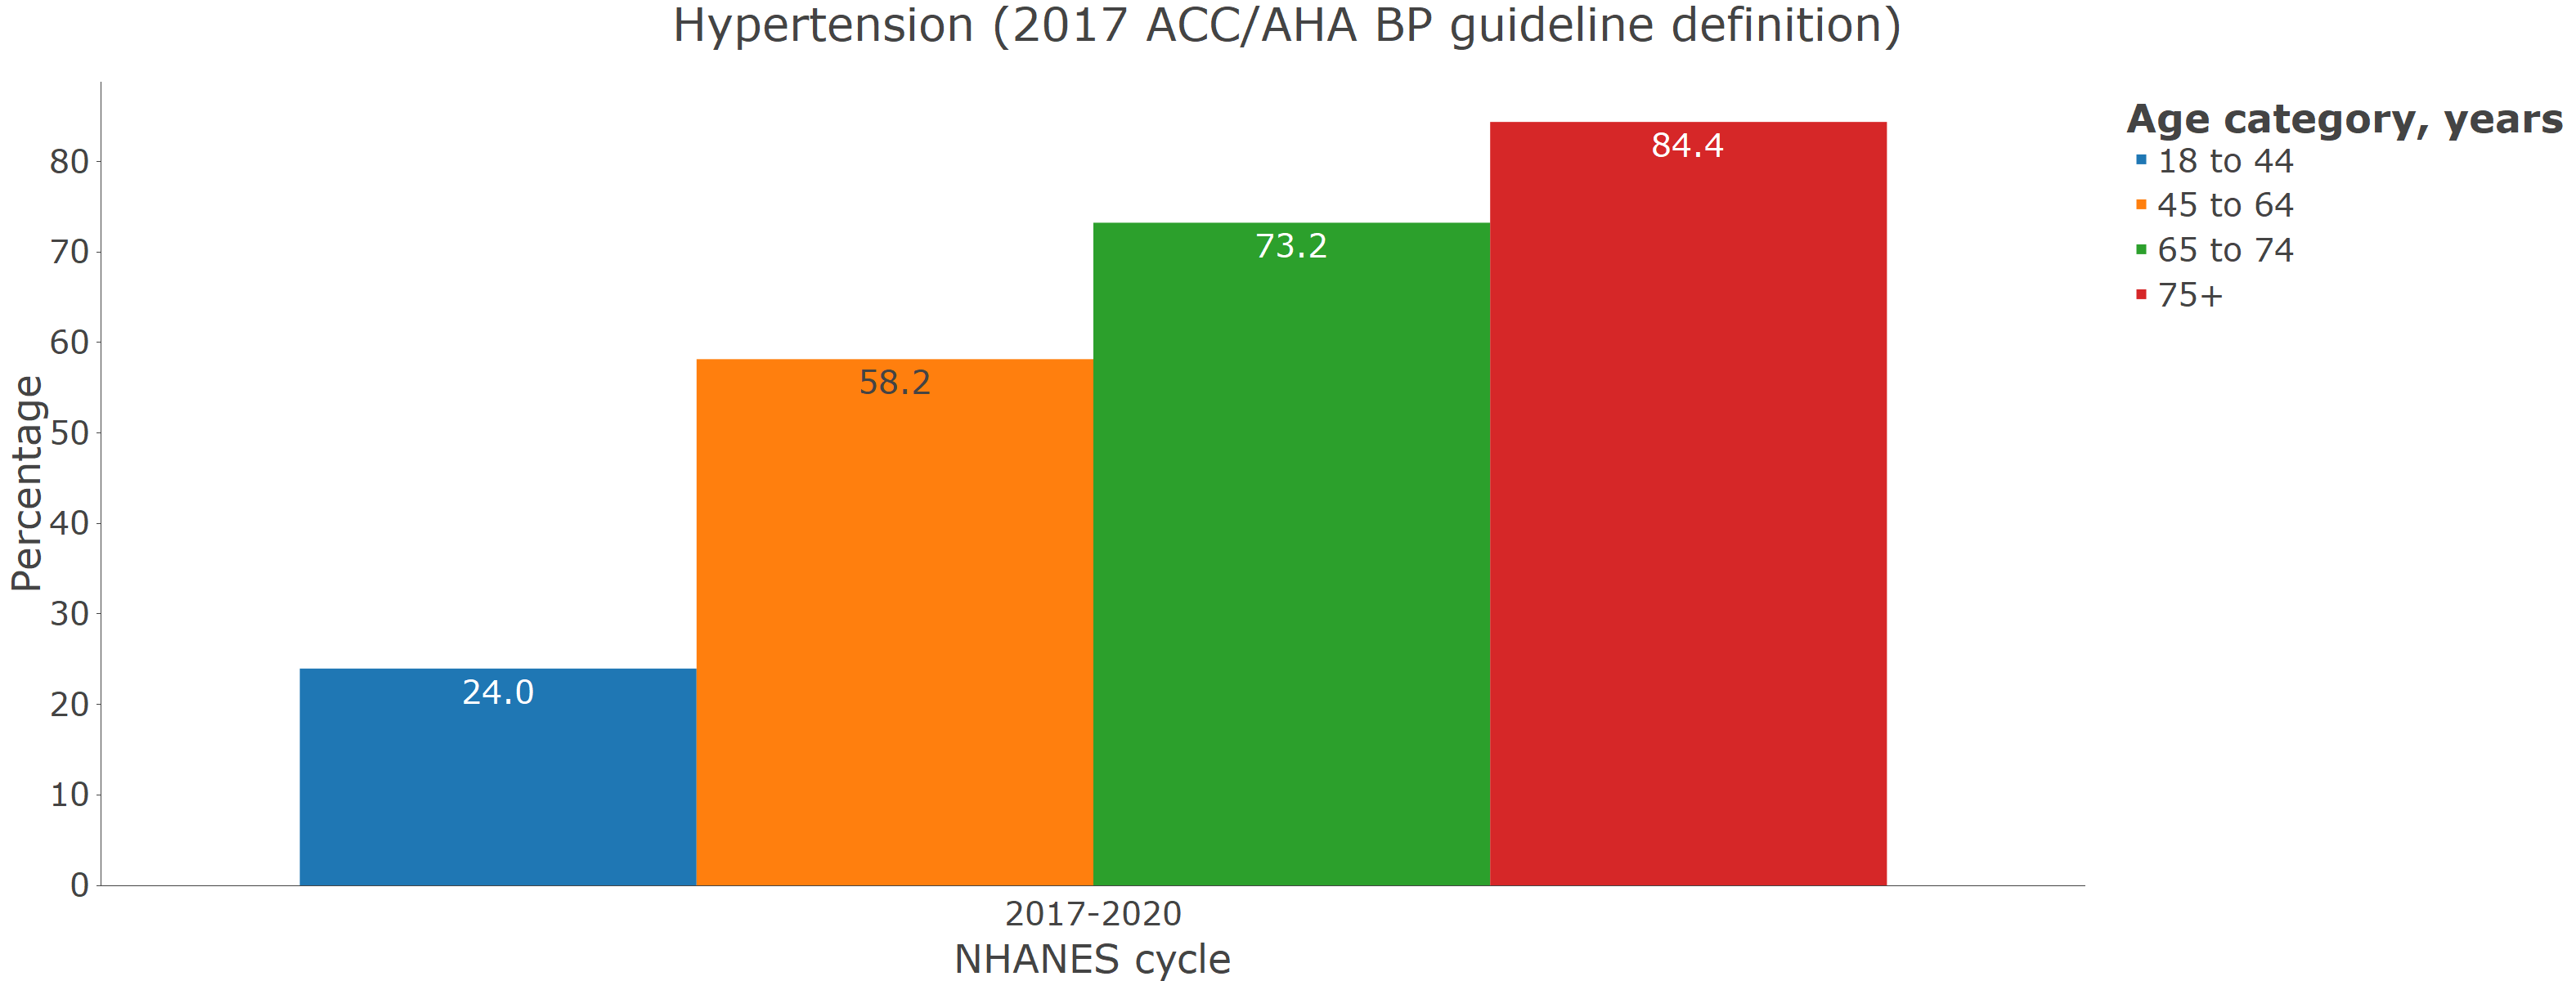 Hypertension (2017 ACC/AHA BP guideline definition)
Percentage
80
70
60
50
40
30
20
10
0
24.0
58.2
73.2
84.4
2017-2020
NHANES cycle
Age category, years
18 to 44
45 to 64
65 to 74
75+